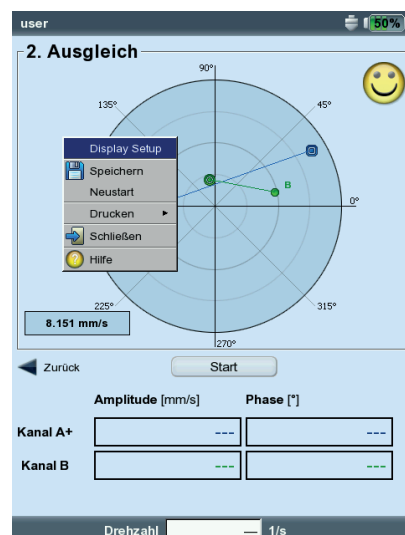 user
50%
2. Ausgleich
90°
135°
45°
Display Setup
Speichern
Neustart
Drucken
Schließen
Hilfe
B
0°
225°
315°
8.151 mm/s
270°
Zurück
Start
Amplitude [mm/s] Phase [°]
Kanal A+ --- ---
Kanal B --- ---
Drehzahl — 1/s